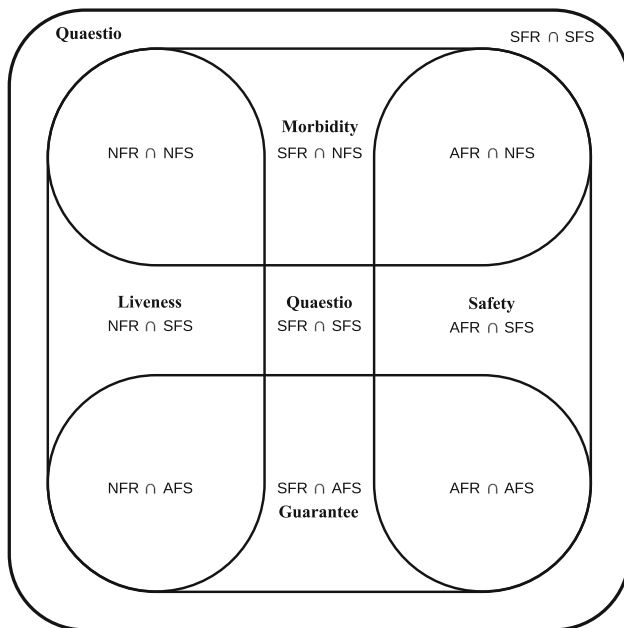 Quaestio
SFR ∩ SFS
Morbidity
NFR ∩ NFS
SFR ∩ NFS
AFR ∩ NFS
Liveness
Quaestio
Safety
NFR ∩ SFS
SFR ∩ SFS
AFR ∩ SFS
NFR ∩ AFS
SFR ∩ AFS
AFR ∩ AFS
Guarantee